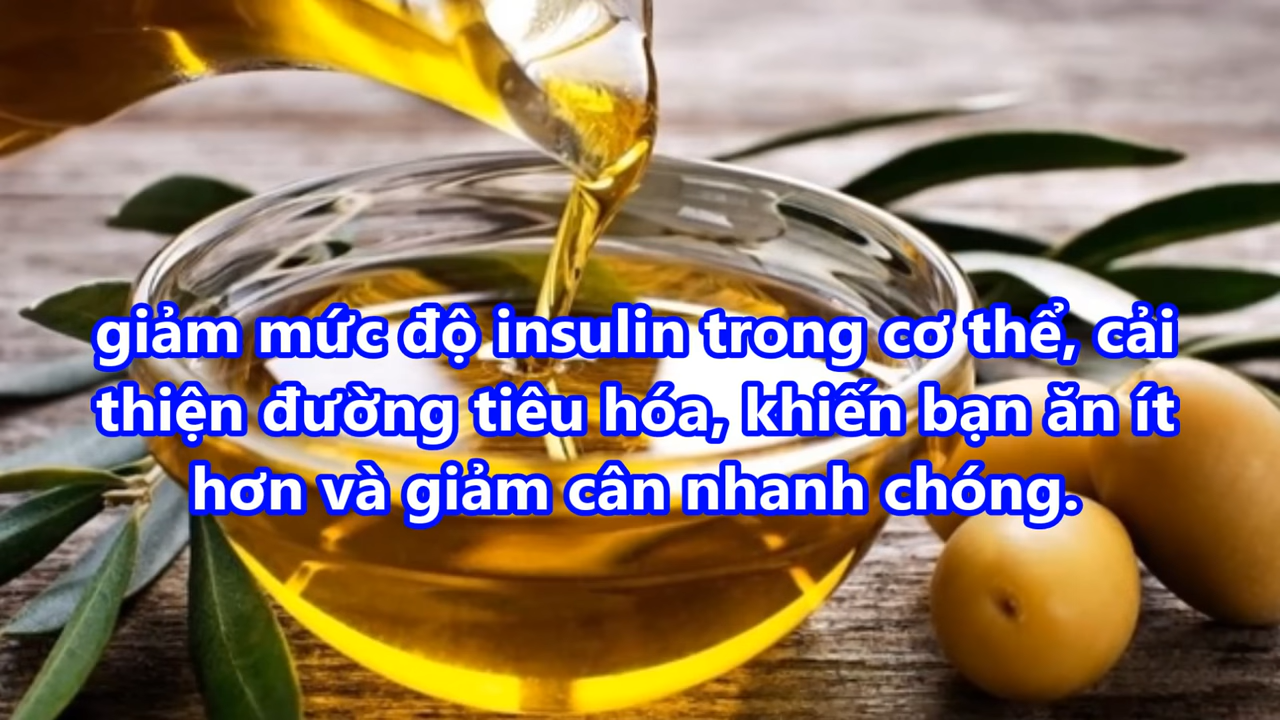 giảm mức độ insulin trong cơ thể, cải
thiện đường tiêu hóa, khiến bạn ăn ít
hơn và giảm cân nhanh chóng.